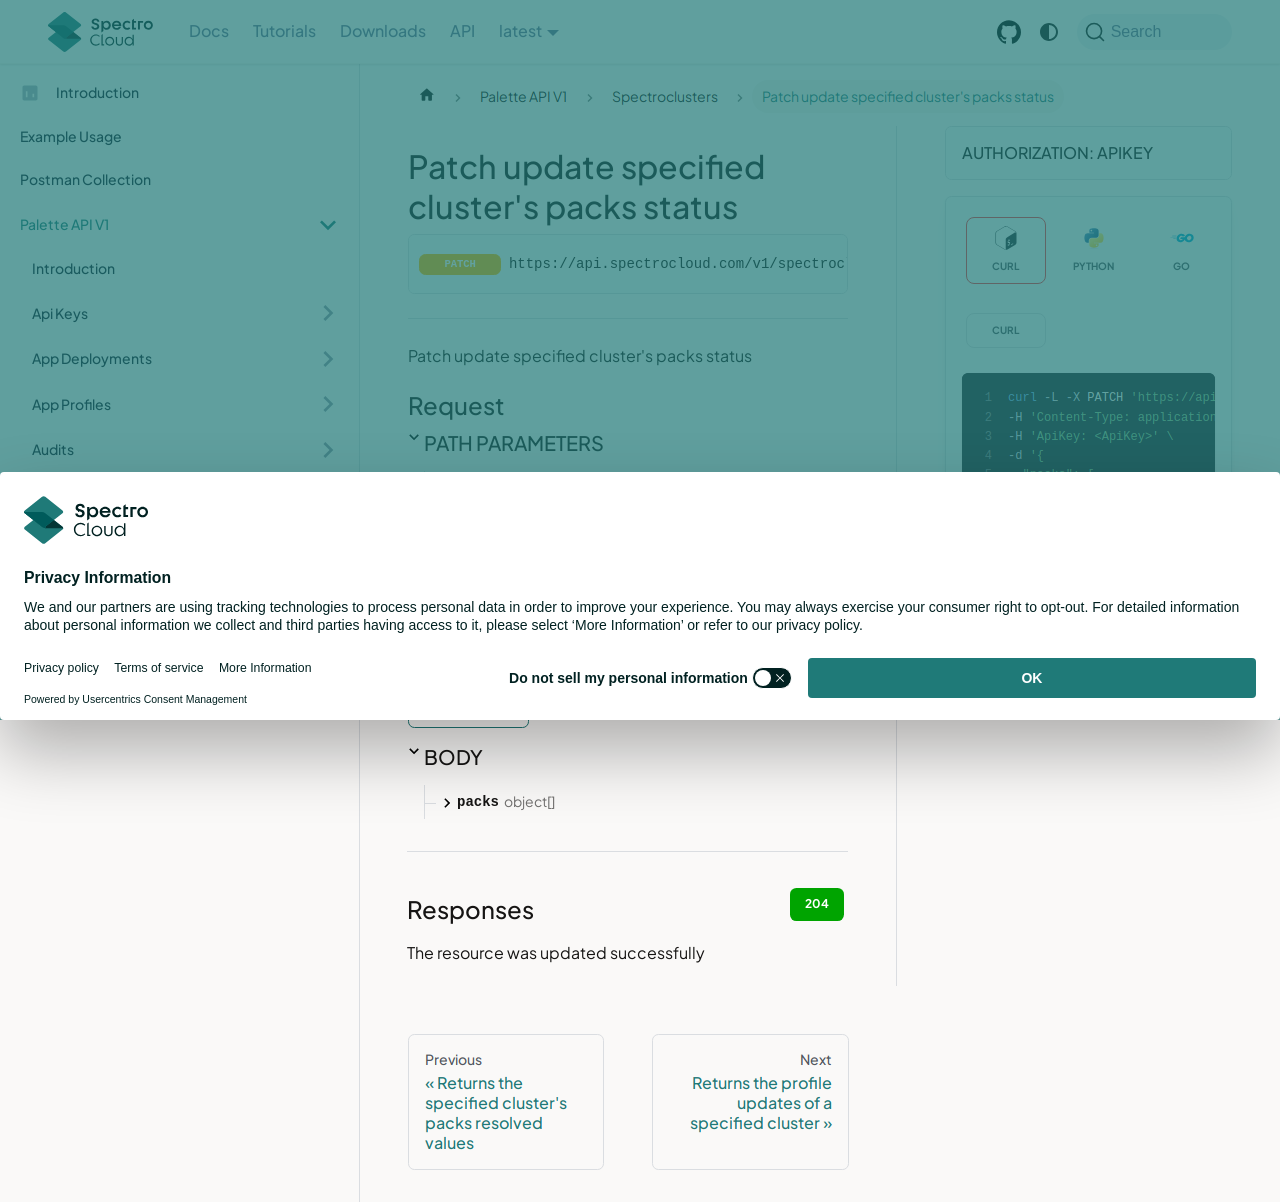 Spectro Cloud
Docs
Tutorials
Downloads
API
latest
Search
Introduction
Example Usage
Postman Collection
Palette API V1
Introduction
Api Keys
App Deployments
App Profiles
Audits
Palette API V1
Spectroclusters
Patch update specified cluster's packs status
Patch update specified
cluster's packs status
PATCH
https://api.spectrocloud.com/v1/spectroc
Patch update specified cluster's packs status
Request
PATH PARAMETERS
AUTHORIZATION: APIKEY
CURL
PYTHON
GO
CURL
1 curl -L -X PATCH 'https://api
2 -H 'Content-Type: application
3 -H 'ApiKey: <ApiKey>' \
4 -d '{
Spectro
Cloud
Privacy Information
We and our partners are using tracking technologies to process personal data in order to improve your experience. You may always exercise your consumer right to opt-out. For detailed information
about personal information we collect and third parties having access to it, please select ‘More Information’ or refer to our privacy policy.
Privacy policy
Terms of service
More Information
Powered by Usercentrics Consent Management
Do not sell my personal information
OK
BODY
packs object[]
Responses
204
The resource was updated successfully
Previous
« Returns the
specified cluster's
packs resolved
values
Next
Returns the profile
updates of a
specified cluster »